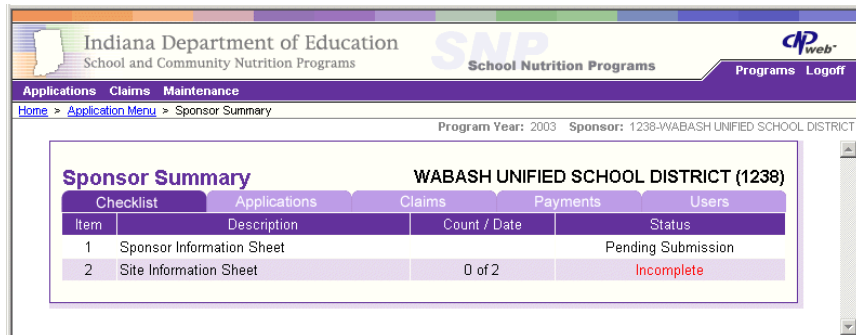 Indiana Department of Education
School and Community Nutrition Programs
SNP
School Nutrition Programs
CNPweb
Programs Logoff
Applications Claims Maintenance
Home > Application Menu > Sponsor Summary
Program Year: 2003 Sponsor: 1238-WABASH UNIFIED SCHOOL DISTRICT
Sponsor Summary WABASH UNIFIED SCHOOL DISTRICT (1238)
Checklist Applications Claims Payments Users
Item Description Count / Date Status
1 Sponsor Information Sheet Pending Submission
2 Site Information Sheet 0 of 2 Incomplete